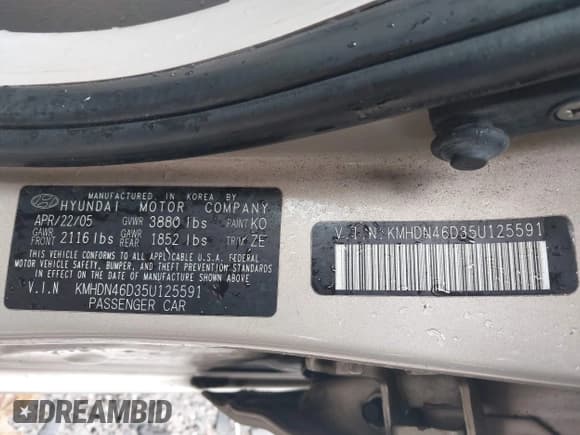 MANUFACTURED IN KOREA BY
HYUNDAI MOTOR COMPANY
APR/22/05 GVWR 3880 lbs PAINT KO
GAWR FRONT 2116 lbs GAWR REAR 1852 lbs TRIM ZE
THIS VEHICLE CONFORMS TO ALL APPLICABLE FEDERAL
MOTOR VEHICLE SAFETY, BUMPER, AND THEFT PREVENTION STANDARDS
IN EFFECT ON THE DATE OF MANUFACTURE SHOWN ABOVE
V.I.N KMHDN46D35U125591
PASSENGER CAR
V.I.N. KMHDN46D35U125591
DREAMBID